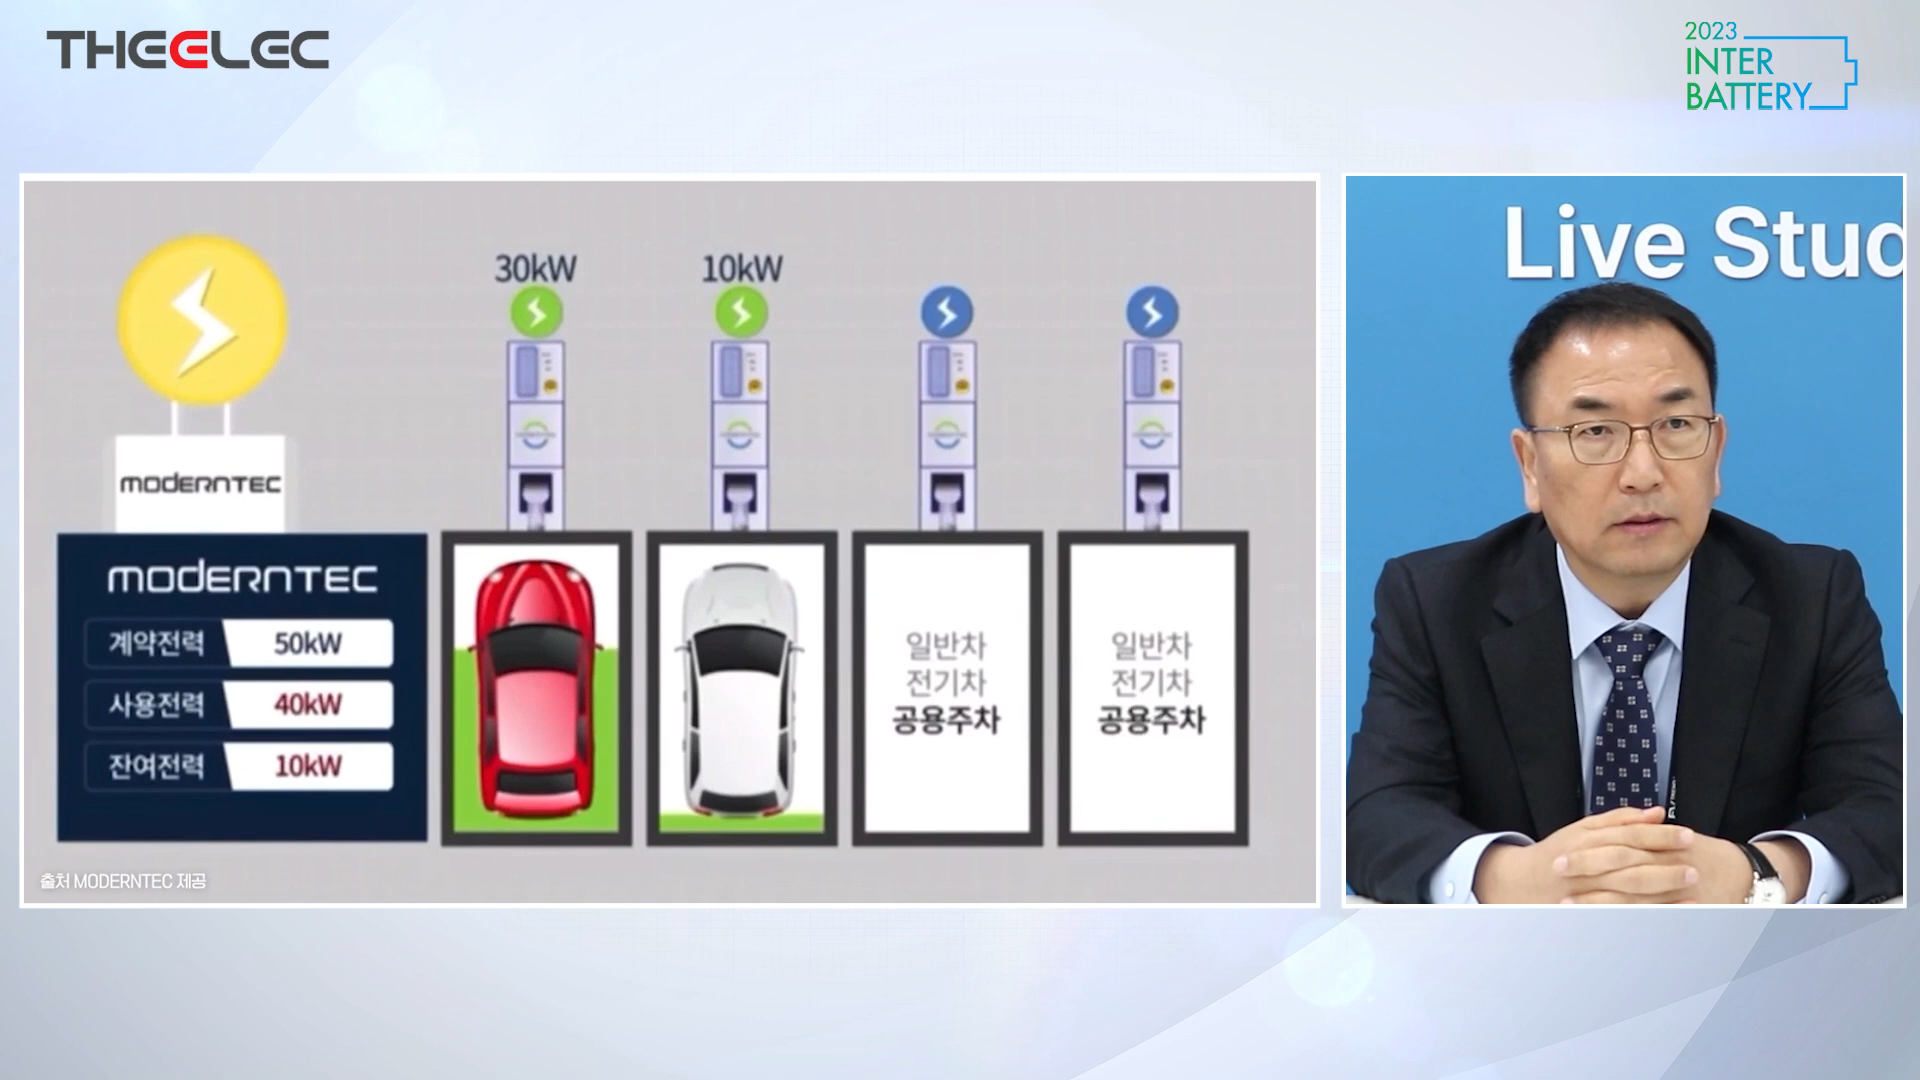 THEELEC
2023
INTER
BATTERY
30kW
10kW
MODERNTEC
MODERNTEC
계약전력 50kW
사용전력 40kW
잔여전력 10kW
일반차
전기차
공용주차
일반차
전기차
공용주차
출처 MODERNTEC 제공
Live Stud